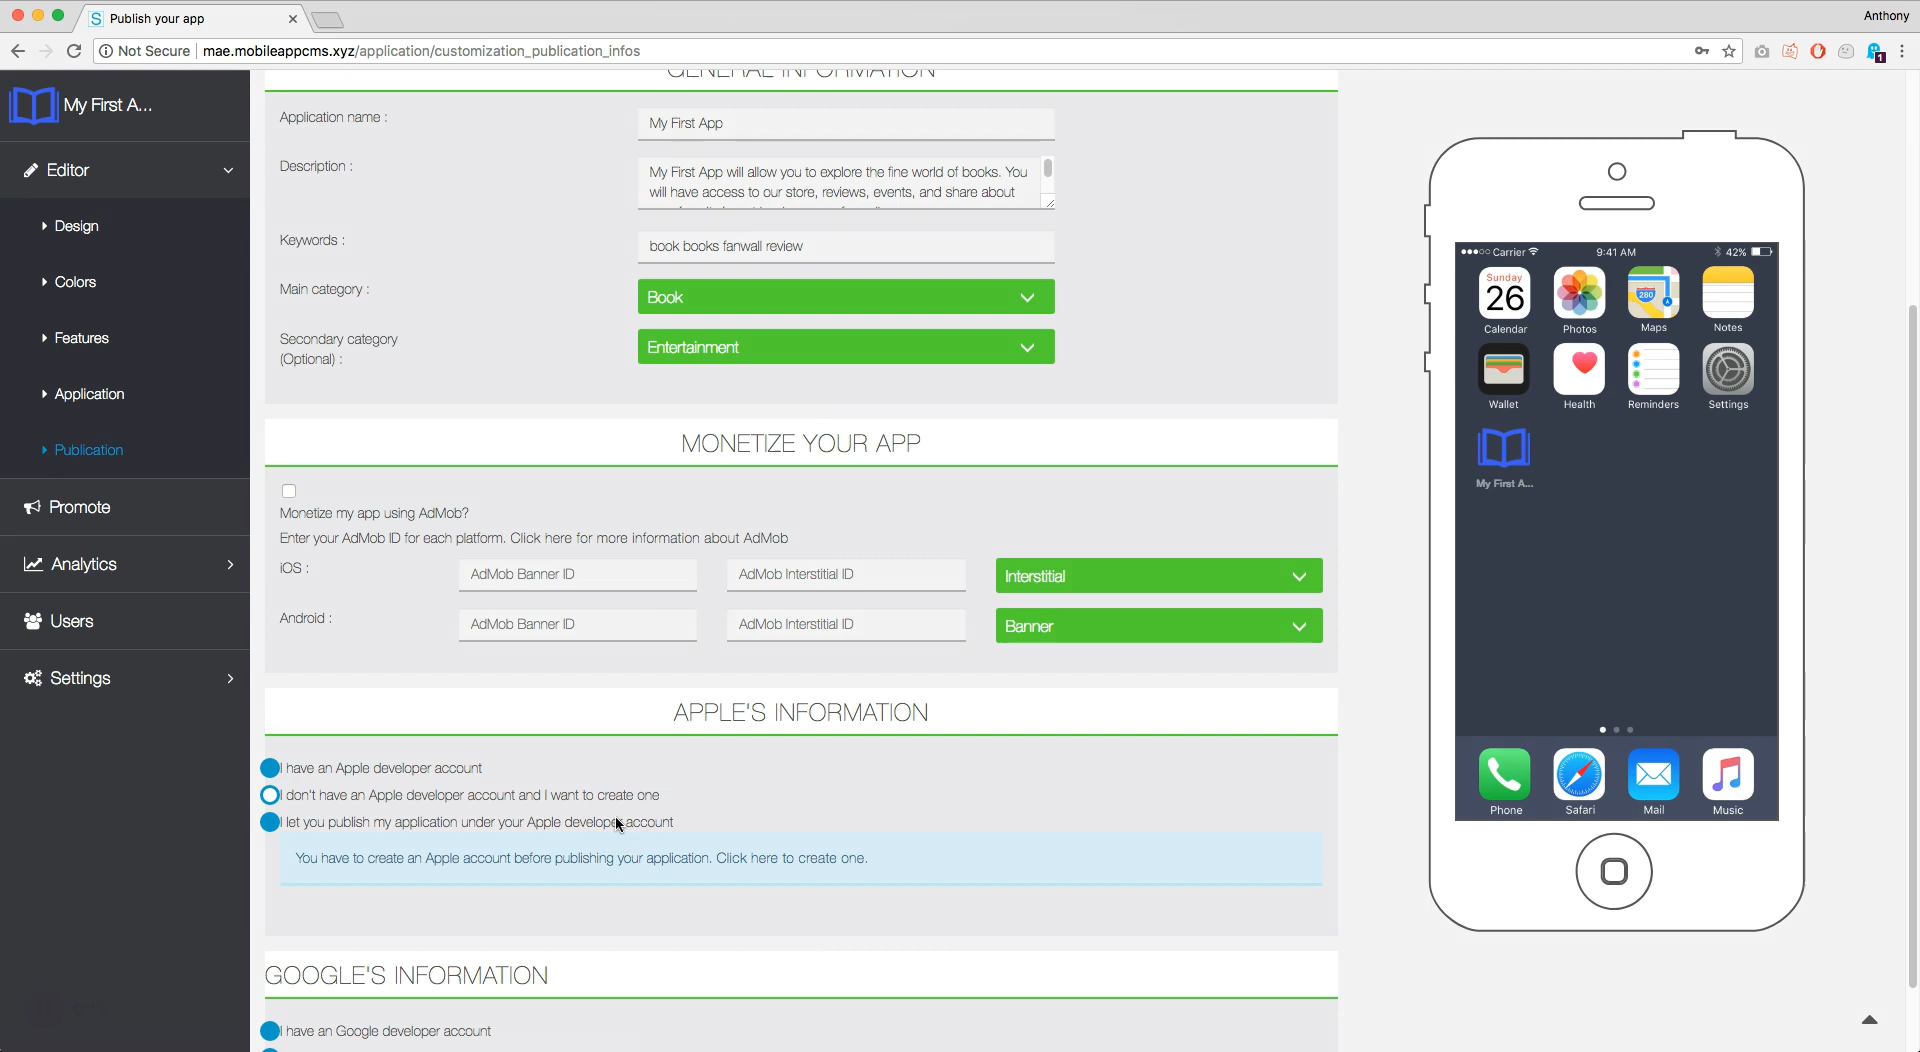 Publish your app
Anthony
Not Secure
mae.mobileappcms.xyz/application/customization_publication_infos
1
My First A...
Editor
Design
Colors
Features
Application
Publication
Promote
Analytics
Users
Settings
GENERAL INFORMATION
Application name :
My First App
Description :
My First App will allow you to explore the fine world of books. You
will have access to our store, reviews, events, and share about
Keywords :
book books fanwall review
Main category :
Book
Secondary category
(Optional) :
Entertainment
MONETIZE YOUR APP
Monetize my app using AdMob?
Enter your AdMob ID for each platform. Click here for more information about AdMob
iOS :
AdMob Banner ID
AdMob Interstitial ID
Interstitial
Android :
AdMob Banner ID
AdMob Interstitial ID
Banner
APPLE'S INFORMATION
I have an Apple developer account
I don't have an Apple developer account and I want to create one
I let you publish my application under your Apple developer account
You have to create an Apple account before publishing your application. Click here to create one.
GOOGLE'S INFORMATION
I have an Google developer account
Carrier
9:41 AM
42%
Sunday
26
280
Calendar
Photos
Maps
Notes
Wallet
Health
Reminders
Settings
My First A...
Phone
Safari
Mail
Music